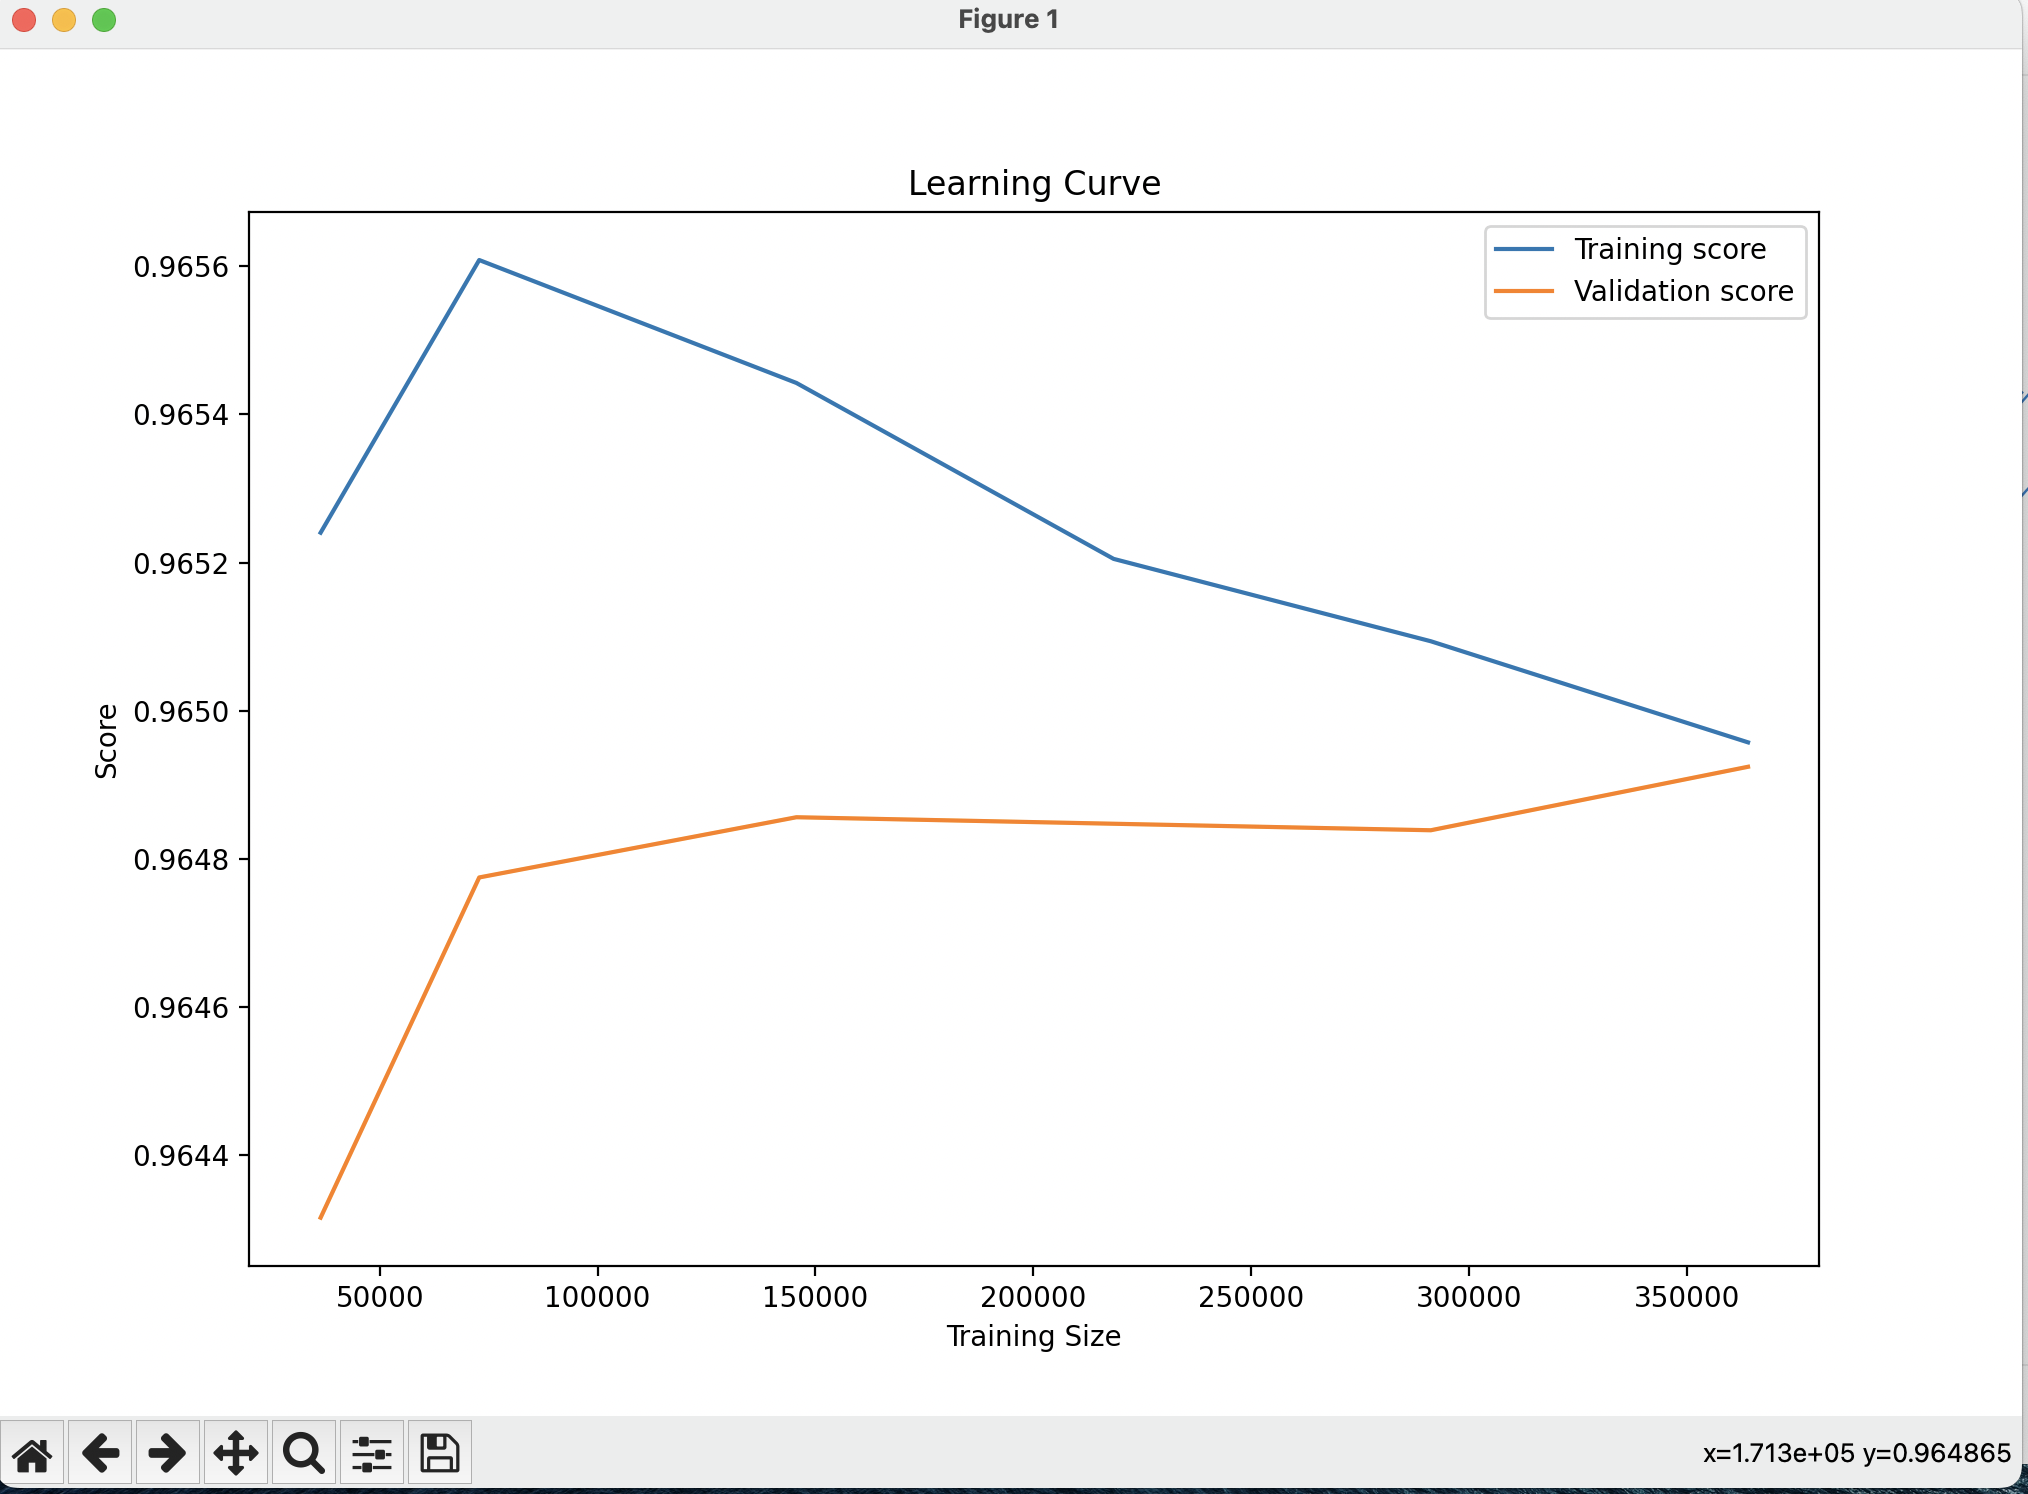 Figure 1
Learning Curve
Training score
Validation score
0.9656
0.9654
0.9652
0.9650
0.9648
0.9646
0.9644
Score
50000 100000 150000 200000 250000 300000 350000
Training Size
x=1.713e+05 y=0.964865